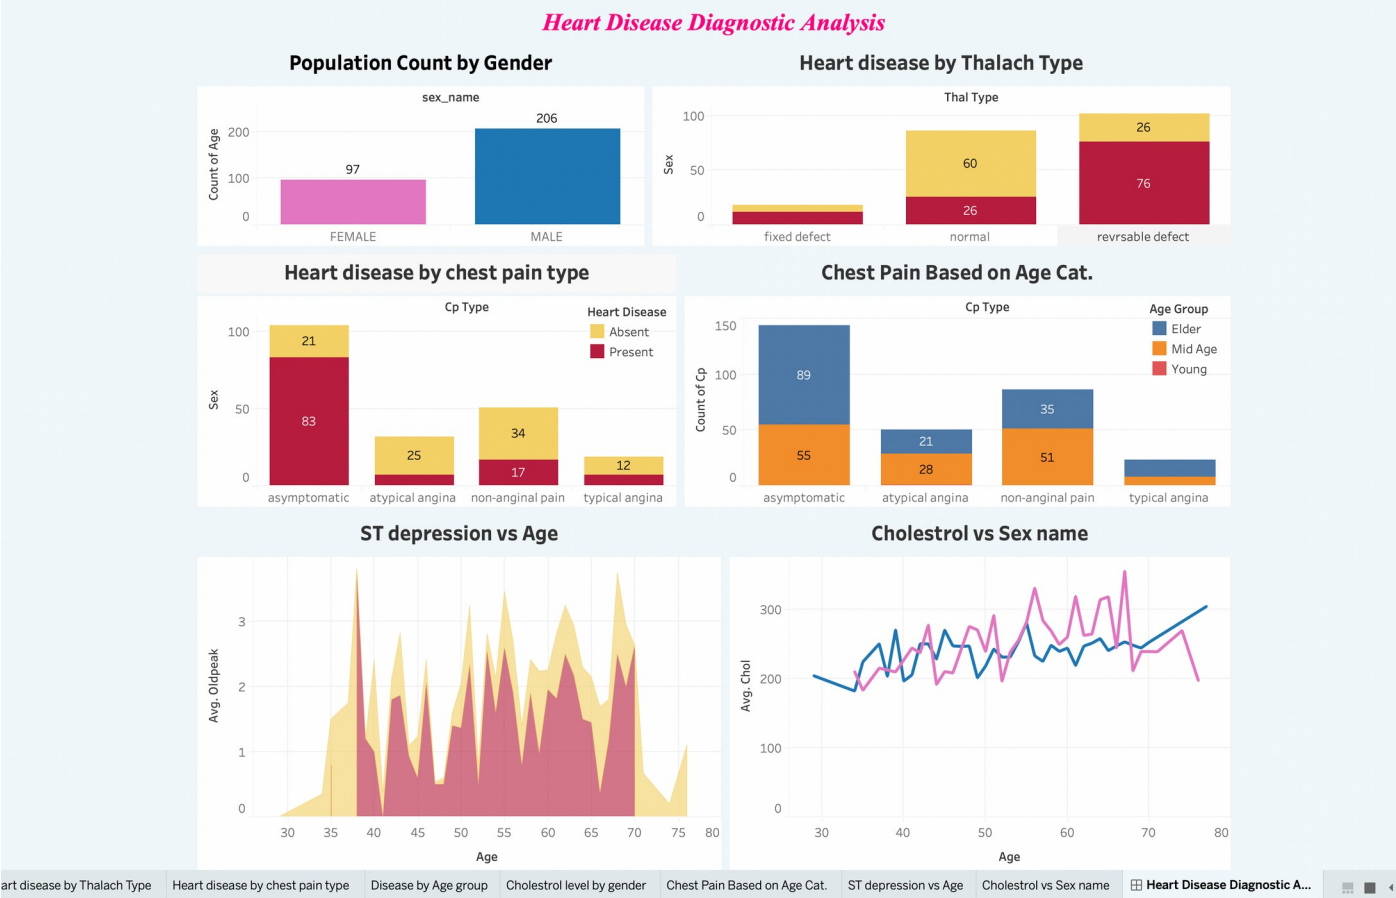 Heart Disease Diagnostic Analysis
Population Count by Gender
sex_name
Count of Age
200
100
0
97
206
FEMALE
MALE
Heart disease by Thalach Type
Thal Type
Sex
100
50
0
60
26
26
76
fixed defect
normal
revrsable defect
Heart disease by chest pain type
Cp Type
Heart Disease
Absent
Present
Sex
100
50
0
21
83
25
34
17
12
asymptomatic
atypical angina
non-anginal pain
typical angina
Chest Pain Based on Age Cat.
Cp Type
Age Group
Elder
Mid Age
Young
Count of Cp
150
100
50
0
89
55
21
28
35
51
asymptomatic
atypical angina
non-anginal pain
typical angina
ST depression vs Age
Avg. Oldpeak
3
2
1
0
30 35 40 45 50 55 60 65 70 75 80
Age
Cholestrol vs Sex name
Avg. Chol
300
200
100
0
30 40 50 60 70 80
Age
art disease by Thalach Type
Heart disease by chest pain type
Disease by Age group
Cholestrol level by gender
Chest Pain Based on Age Cat.
ST depression vs Age
Cholestrol vs Sex name
Heart Disease Diagnostic A...